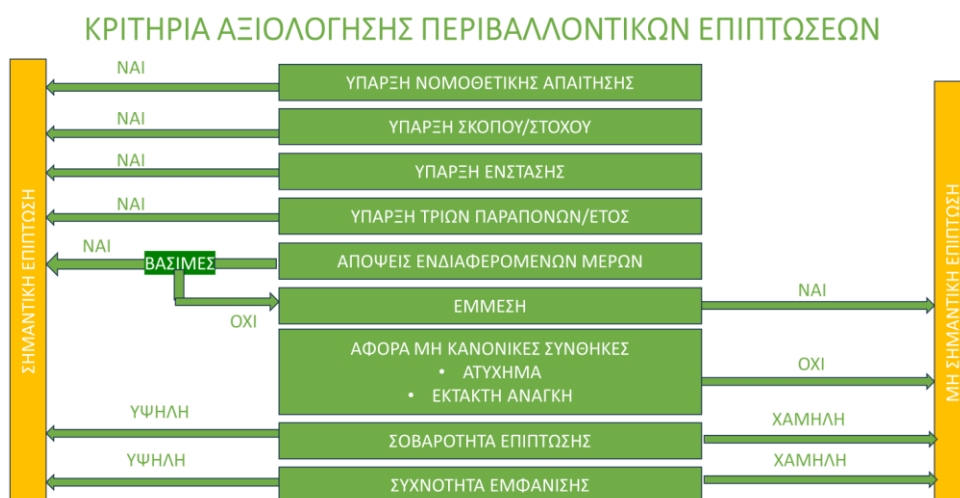 ΚΡΙΤΗΡΙΑ ΑΞΙΟΛΟΓΗΣΗΣ ΠΕΡΙΒΑΛΛΟΝΤΙΚΩΝ ΕΠΙΠΤΩΣΕΩΝ
ΣΗΜΑΝΤΙΚΗ ΕΠΙΠΤΩΣΗ
ΝΑΙ
ΥΠΑΡΞΗ ΝΟΜΟΘΕΤΙΚΗΣ ΑΠΑΙΤΗΣΗΣ
ΝΑΙ
ΥΠΑΡΞΗ ΣΚΟΠΟΥ/ΣΤΟΧΟΥ
ΝΑΙ
ΥΠΑΡΞΗ ΕΝΣΤΑΣΗΣ
ΝΑΙ
ΥΠΑΡΞΗ ΤΡΙΩΝ ΠΑΡΑΠΟΝΩΝ/ΕΤΟΣ
ΝΑΙ
ΒΑΣΙΜΕΣ
ΑΠΟΨΕΙΣ ΕΝΔΙΑΦΕΡΟΜΕΝΩΝ ΜΕΡΩΝ
ΟΧΙ
ΕΜΜΕΣΗ
ΝΑΙ
ΑΦΟΡΑ ΜΗ ΚΑΝΟΝΙΚΕΣ ΣΥΝΘΗΚΕΣ
• ΑΤΥΧΗΜΑ
• ΕΚΤΑΚΤΗ ΑΝΑΓΚΗ
ΟΧΙ
ΥΨΗΛΗ
ΣΟΒΑΡΟΤΗΤΑ ΕΠΙΠΤΩΣΗΣ
ΧΑΜΗΛΗ
ΥΨΗΛΗ
ΣΥΧΝΟΤΗΤΑ ΕΜΦΑΝΙΣΗΣ
ΧΑΜΗΛΗ
ΜΗ ΣΗΜΑΝΤΙΚΗ ΕΠΙΠΤΩΣΗ